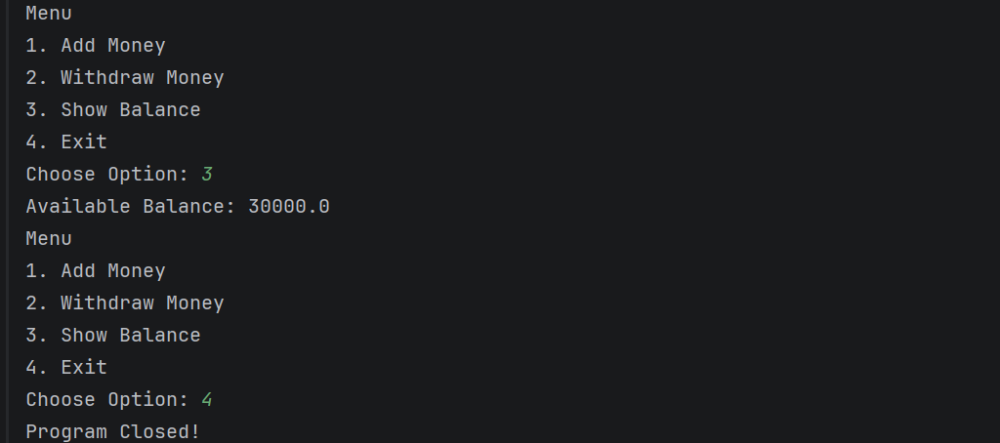 Menu
1. Add Money
2. Withdraw Money
3. Show Balance
4. Exit
Choose Option: 3
Available Balance: 30000.0
Menu
1. Add Money
2. Withdraw Money
3. Show Balance
4. Exit
Choose Option: 4
Program Closed!